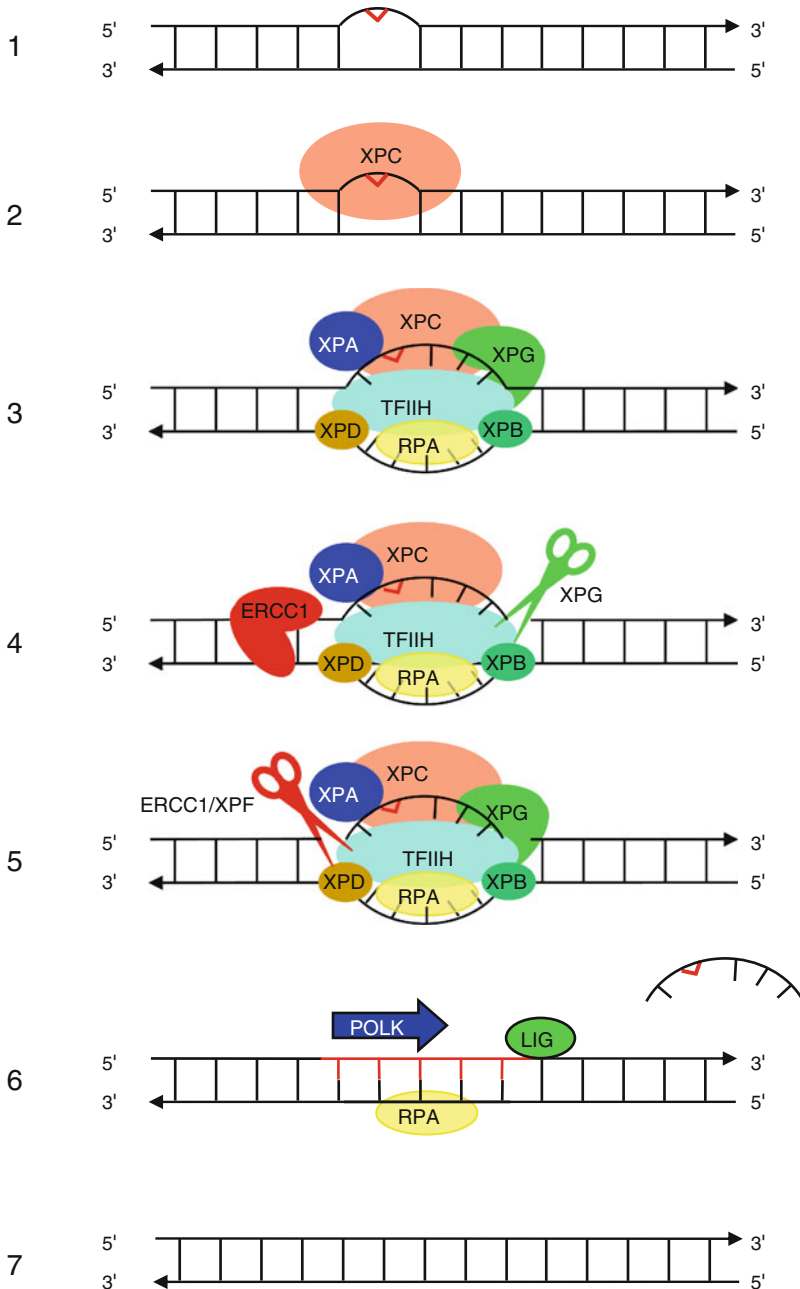 1
5'
3'
3'
5'
2
XPC
5'
3'
3'
5'
3
XPC
XPA
XPG
5'
3'
TFIIH
3'
XPD
RPA
XPB
5'
4
XPC
XPA
XPG
ERCC1
5'
3'
TFIIH
3'
XPD
RPA
XPB
5'
5
XPC
XPA
ERCC1/XPF
XPG
5'
3'
TFIIH
3'
XPD
RPA
XPB
5'
6
POLK
LIG
5'
3'
3'
RPA
5'
7
5'
3'
3'
5'